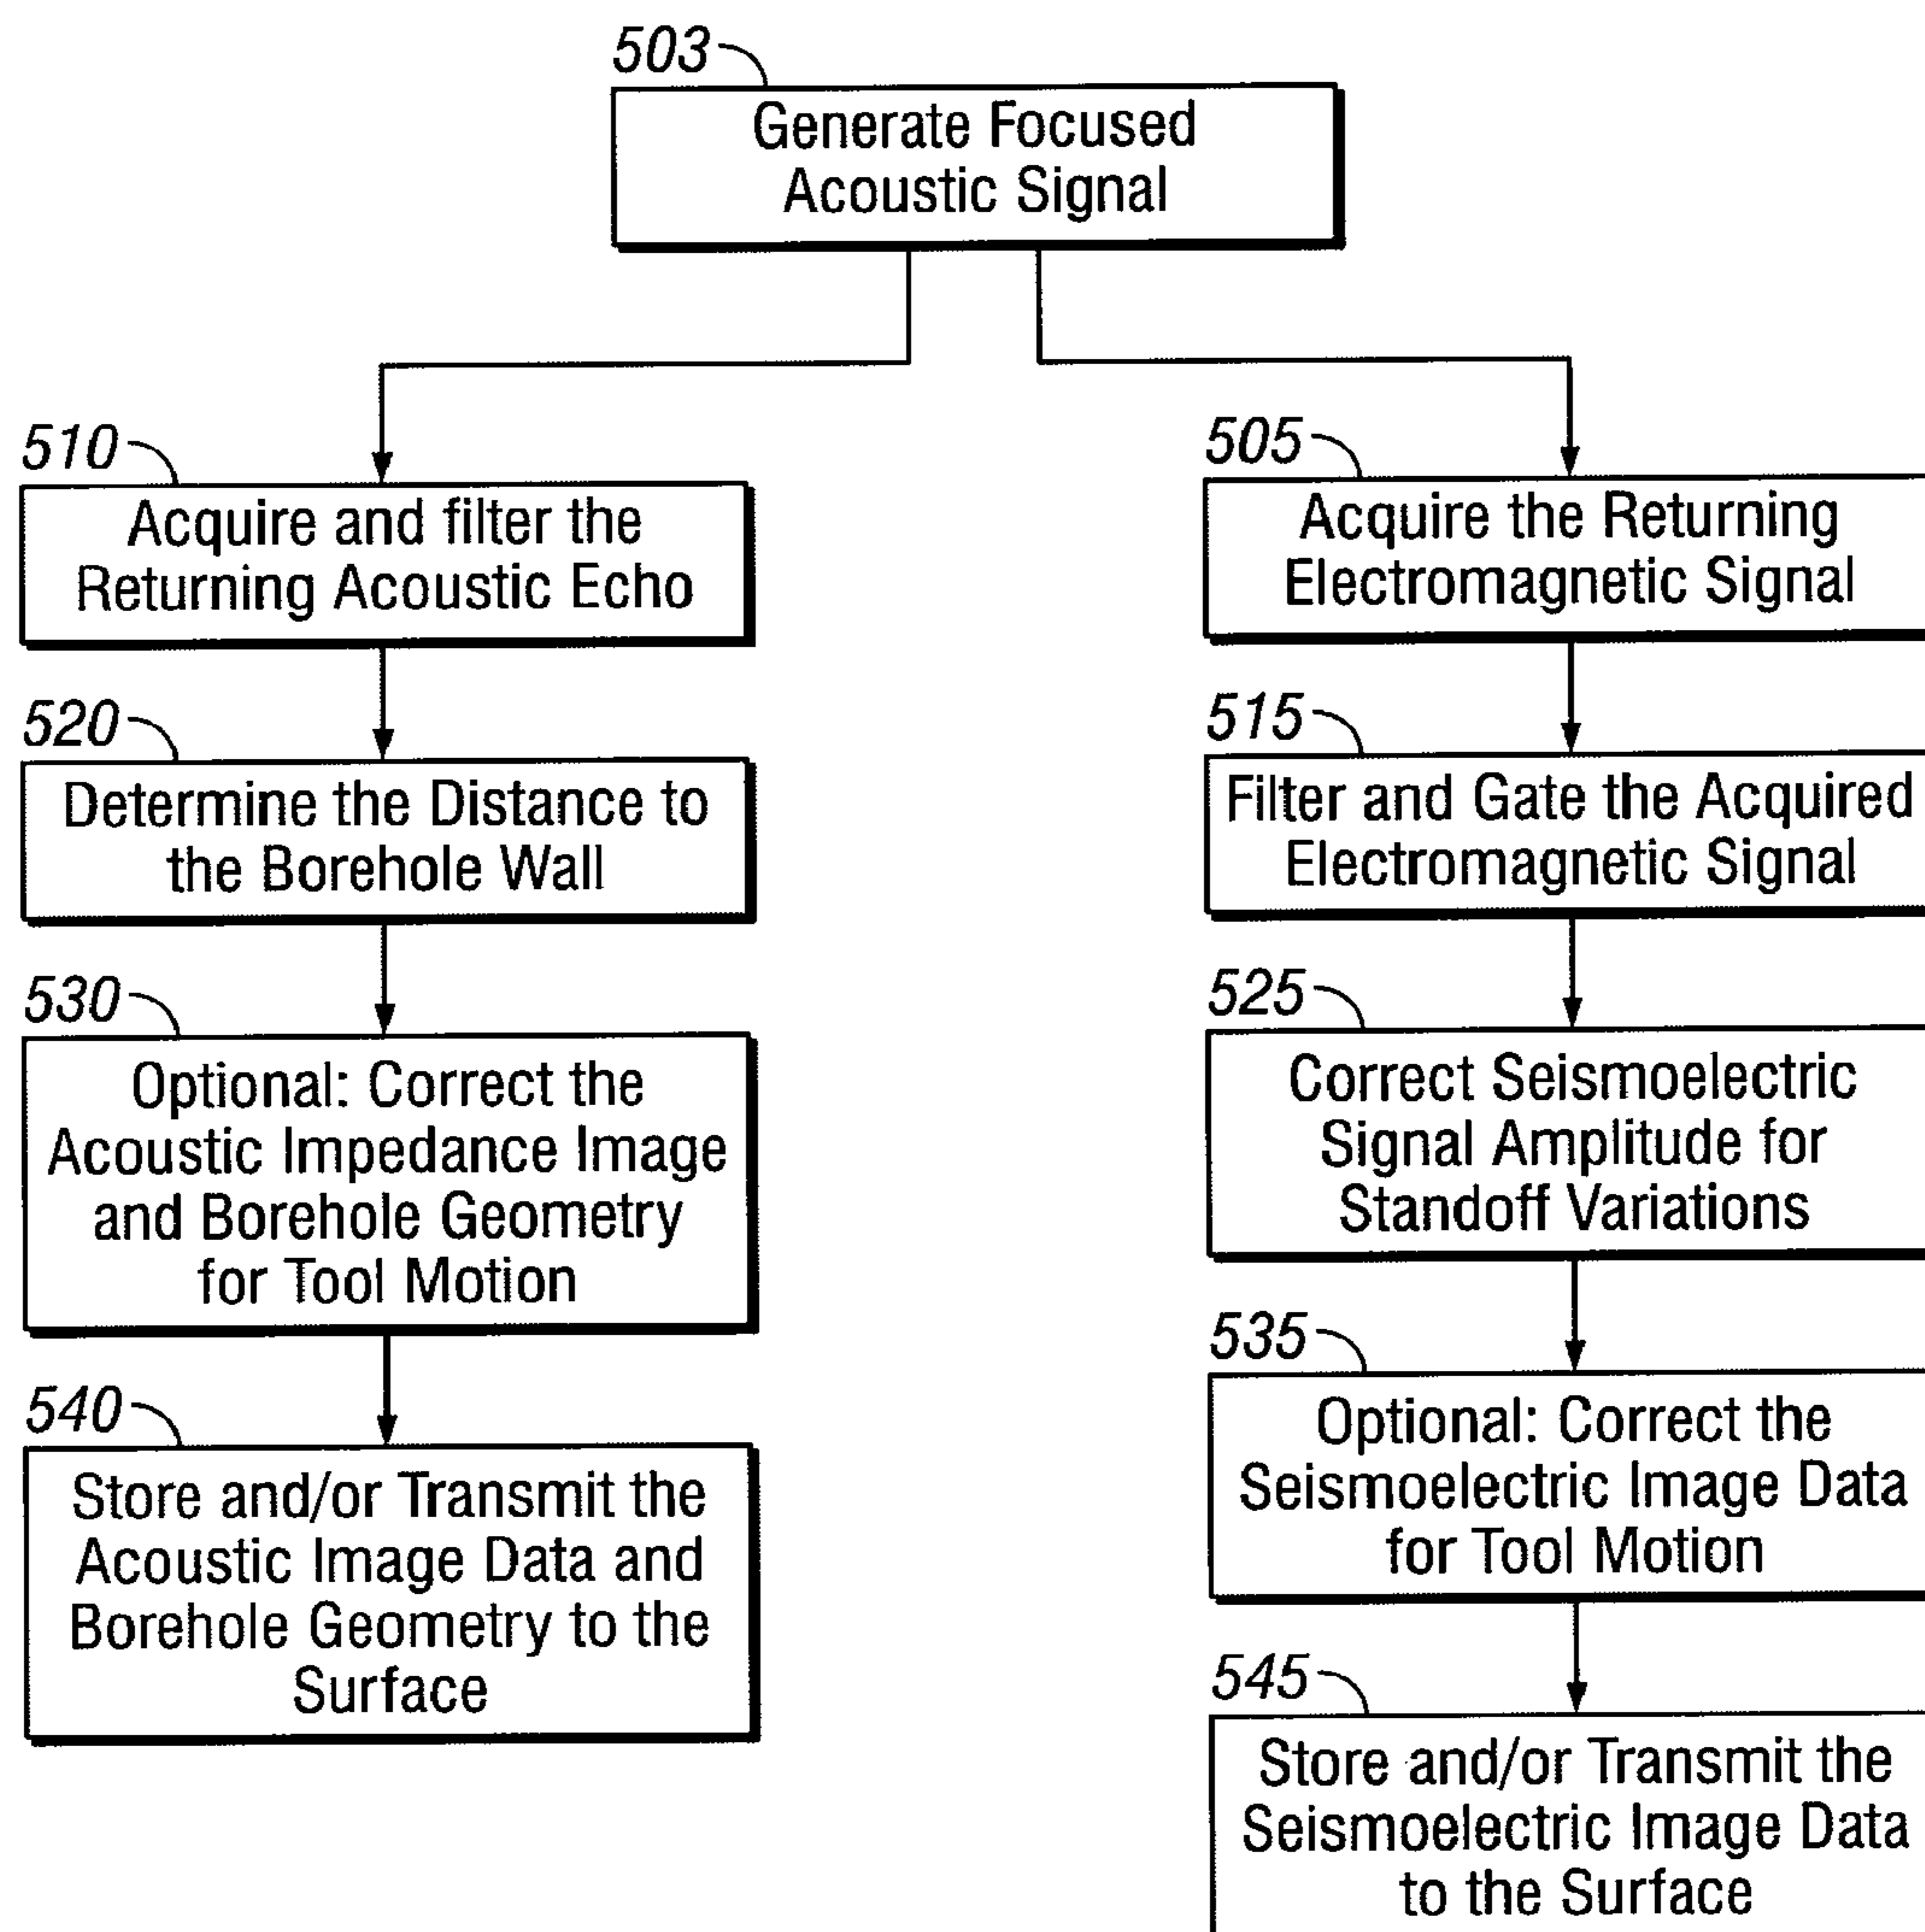 503
Generate Focused
Acoustic Signal
510
Acquire and filter the
Returning Acoustic Echo
520
Determine the Distance to
the Borehole Wall
530
Optional: Correct the
Acoustic Impedance Image
and Borehole Geometry
for Tool Motion
540
Store and/or Transmit the
Acoustic Image Data and
Borehole Geometry to the
Surface
505
Acquire the Returning
Electromagnetic Signal
515
Filter and Gate the Acquired
Electromagnetic Signal
525
Correct Seismoelectric
Signal Amplitude for
Standoff Variations
535
Optional: Correct the
Seismoelectric Image Data
for Tool Motion
545
Store and/or Transmit the
Seismoelectric Image Data
to the Surface